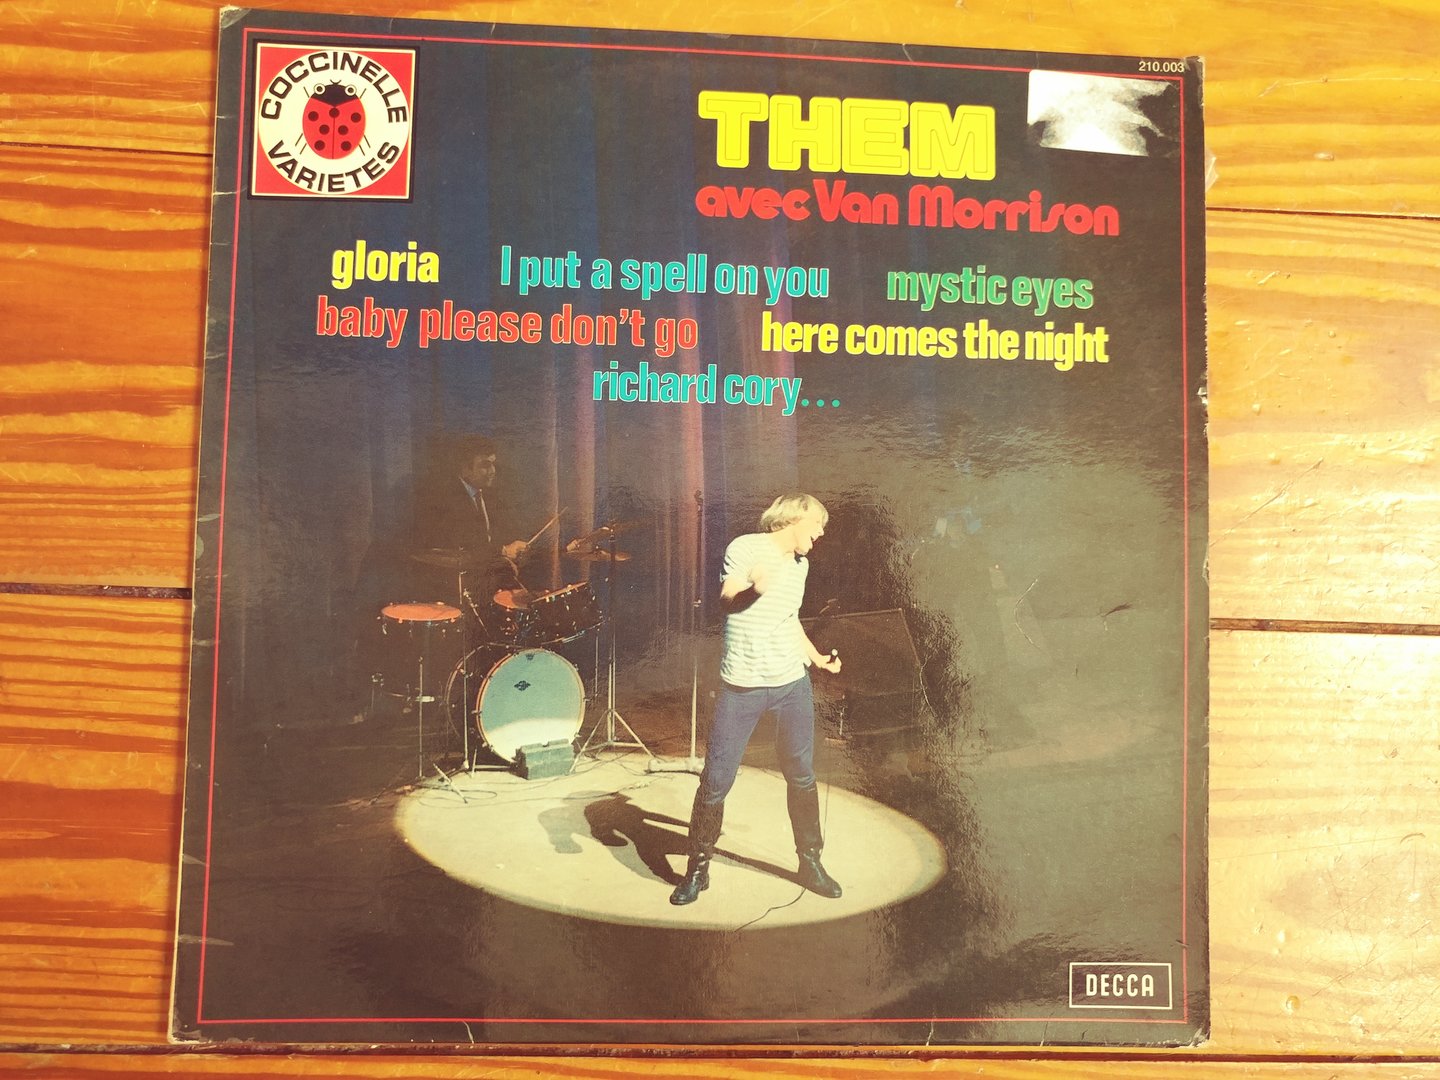 COCCINELLE
VARIETES
210.003
THEM
avec Van Morrison
gloria I put a spell on you mystic eyes
baby please don't go here comes the night
richard cory...
DECCA